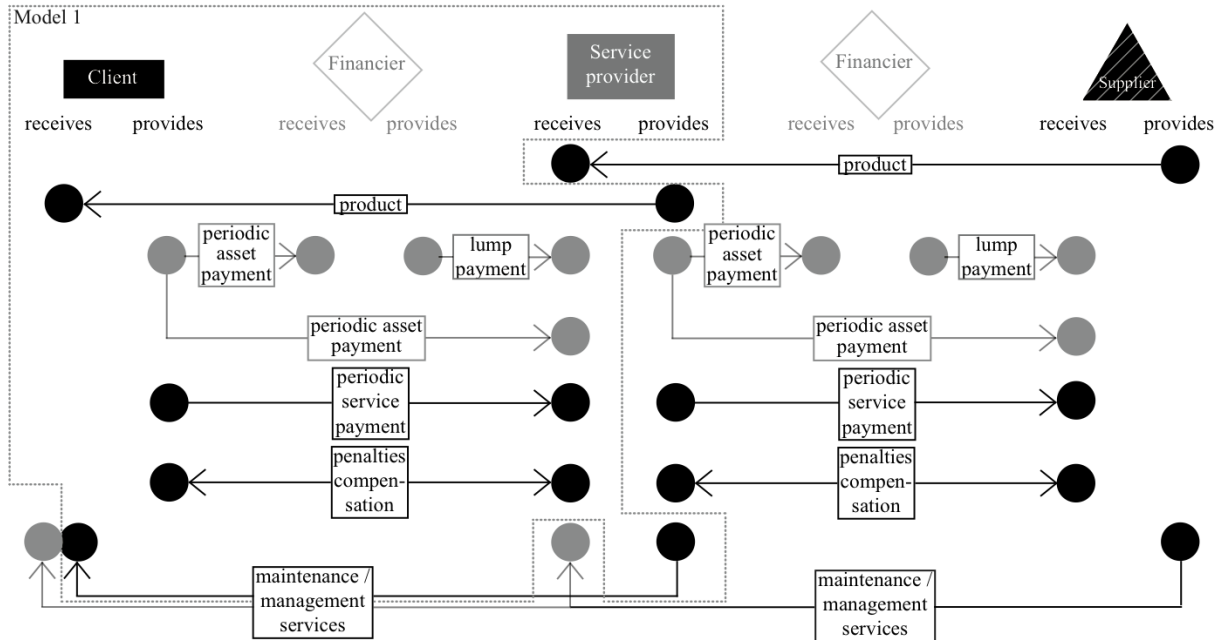 Model 1
Client
Financier
Service
provider
Financier
Supplier
receives provides
receives provides
receives provides
receives provides
receives provides
product
product
periodic
asset
payment
lump
payment
periodic
asset
payment
lump
payment
periodic asset
payment
periodic asset
payment
periodic
service
payment
periodic
service
payment
penalties
compen-
sation
penalties
compen-
sation
maintenance /
management
services
maintenance /
management
services